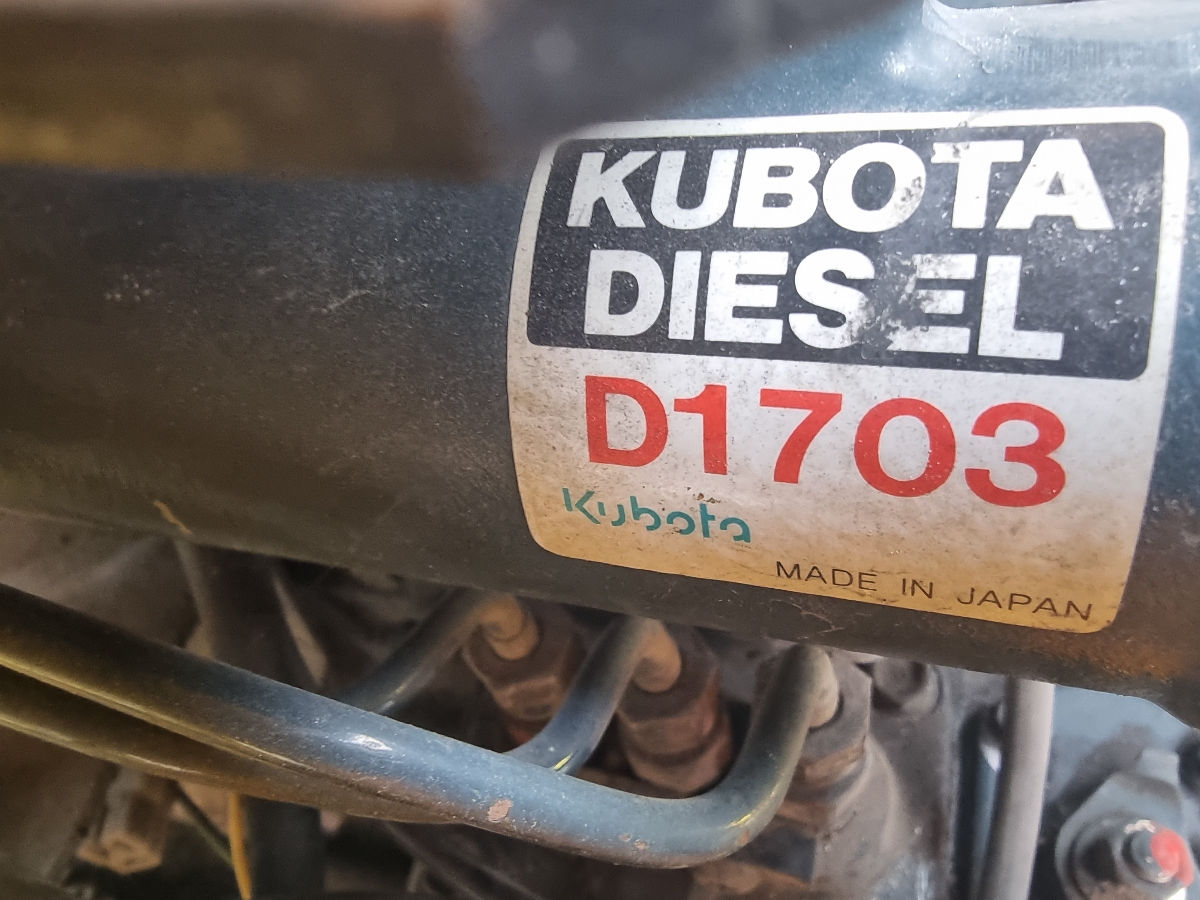 KUBOTA
DIESEL
D1703
Kubota
MADE IN JAPAN